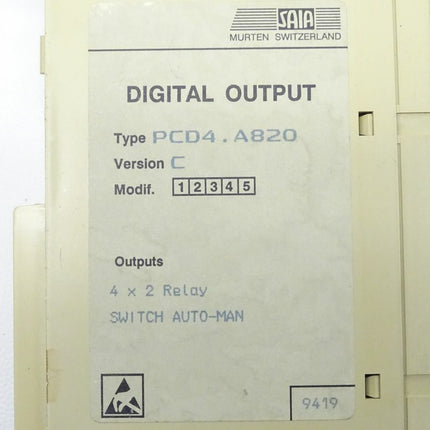 SAIA
MURTEN SWITZERLAND
DIGITAL OUTPUT
Type PCD4.A820
Version C
Modif. 1 2 3 4 5
Outputs
4 x 2 Relay
SWITCH AUTO-MAN
9419